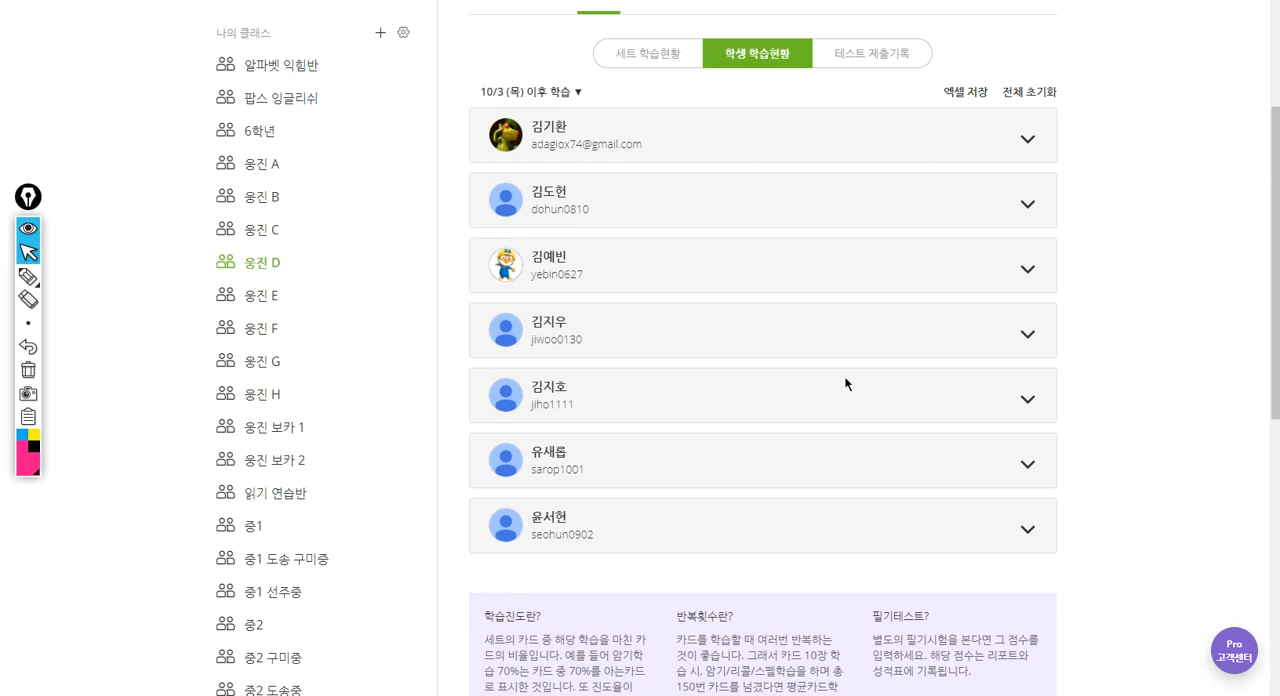 나의 클래스
알파벳 익힘반
팝스 잉글리쉬
6학년
웅진 A
웅진 B
웅진 C
웅진 D
웅진 E
웅진 F
웅진 G
웅진 H
웅진 보카 1
웅진 보카 2
읽기 연습반
중1
중1 도송 구미중
중1 선주중
중2
중2 구미중
중2 도송중
세트 학습현황
학생 학습현황
테스트 제출기록
10/3 (목) 이후 학습 ▼
엑셀 저장 전체 초기화
김기환
adagiox74@gmail.com
김도헌
dohun0810
김예빈
yebin0627
김지우
jiwoo0130
김지호
jiho1111
유새롭
sarop1001
윤서현
seohun0902
학습진도란?
세트의 카드 중 해당 학습을 마친 카
드의 비율입니다. 예를 들어 암기학
습 70%는 카드 중 70%를 아는카드
로 표시한 것입니다. 또 진도율이
반복횟수란?
카드를 학습할 때 여러번 반복하는
것이 좋습니다. 그래서 카드 10장 학
습 시, 암기/리콜/스펠학습을 하며 총
150번 카드를 넘겼다면 평균카드학
필기테스트?
별도의 필기시험을 본다면 그 점수를
입력하세요. 해당 점수는 리포트와
성적표에 기록됩니다.
Pro
고객센터